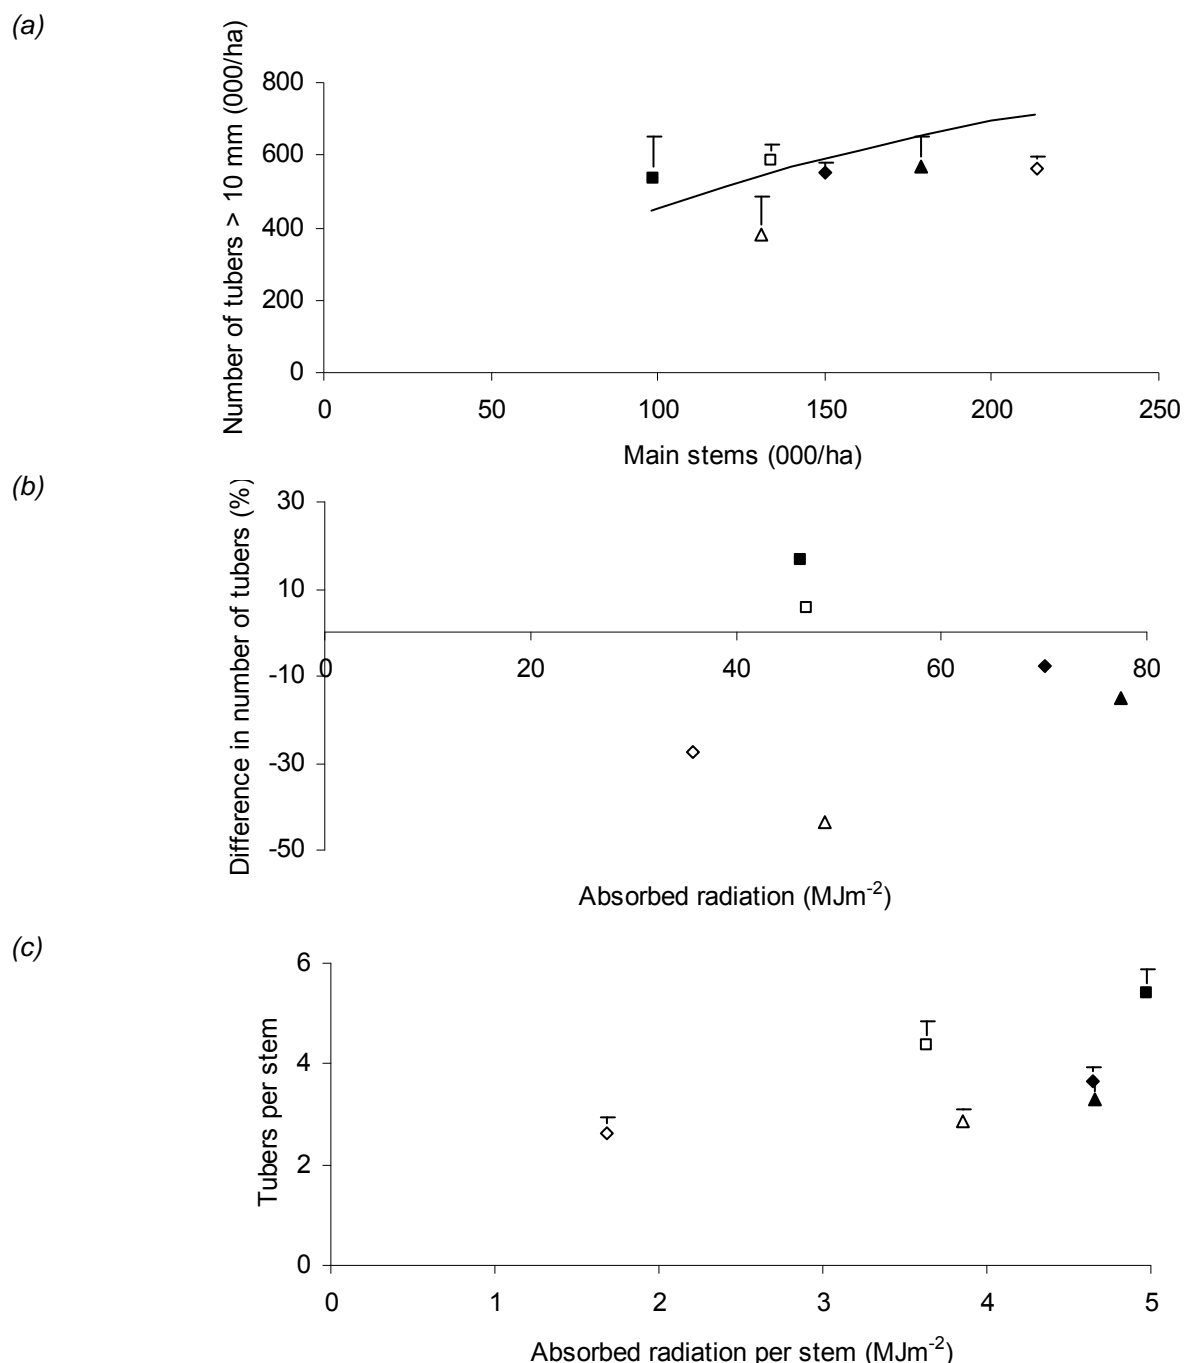 (a)
Number of tubers > 10 mm (000/ha)
800
600
400
200
0
0 50 100 150 200 250
Main stems (000/ha)
(b)
Difference in number of tubers (%)
30
10
0 20 40 60 80
-10
-30
-50
Absorbed radiation (MJm⁻²)
(c)
Tubers per stem
6
4
2
0
0 1 2 3 4 5
Absorbed radiation per stem (MJm⁻²)